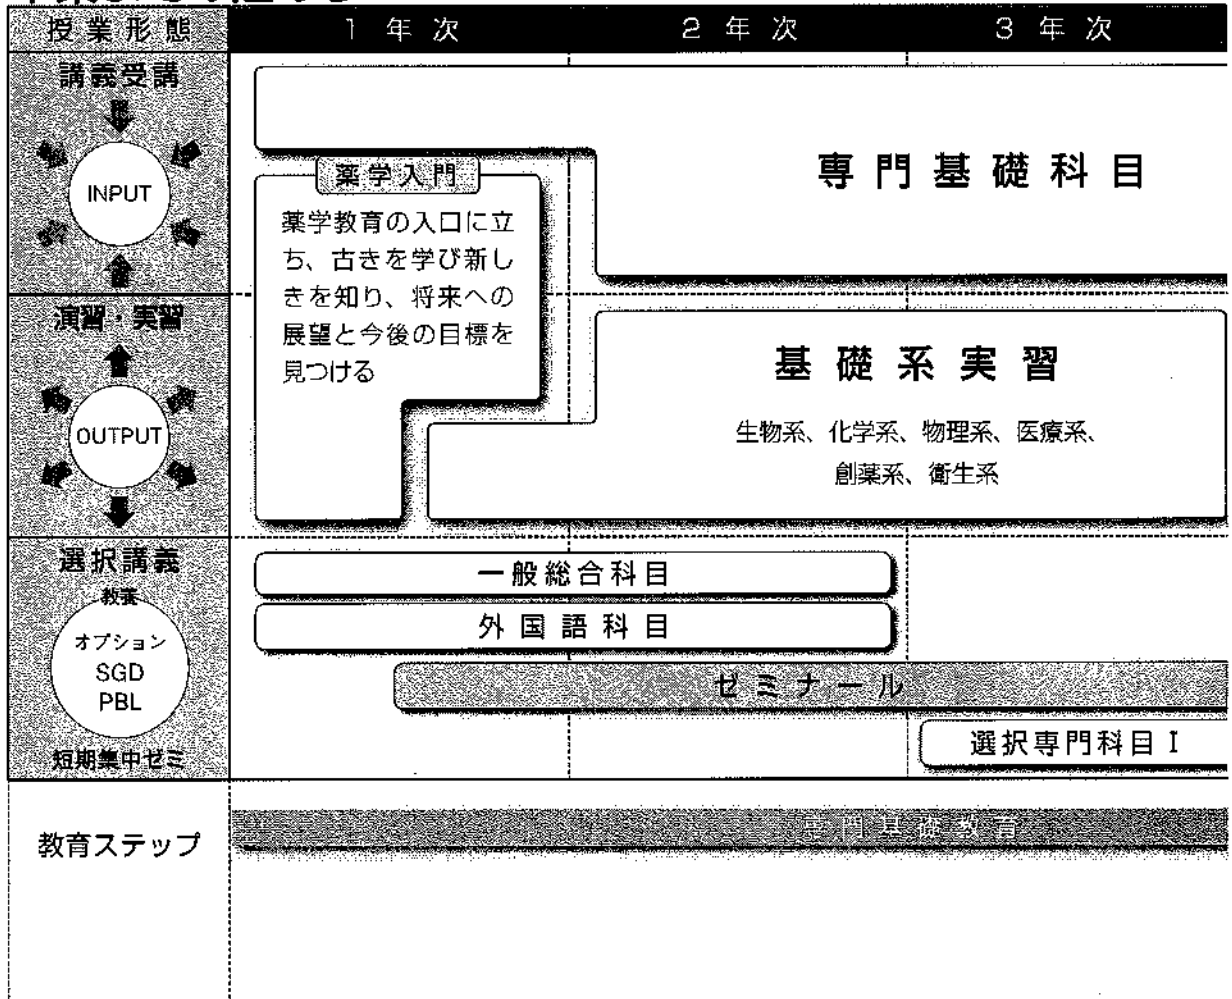 授業形態
1年次
2年次
3年次
講義受講
INPUT
専門基礎科目
薬学入門
薬学教育の入口に立
ち、古きを学び新し
きを知り、将来への
展望と今後の目標を
見つける
演習・実習
OUTPUT
基礎系実習
生物系、化学系、物理系、医療系、
創薬系、衛生系
選択講義
教養
オプション
SGD
PBL
短期集中ゼミ
一般総合科目
外国語科目
ゼミナール
選択専門科目Ⅰ
教育ステップ
専門基礎教育